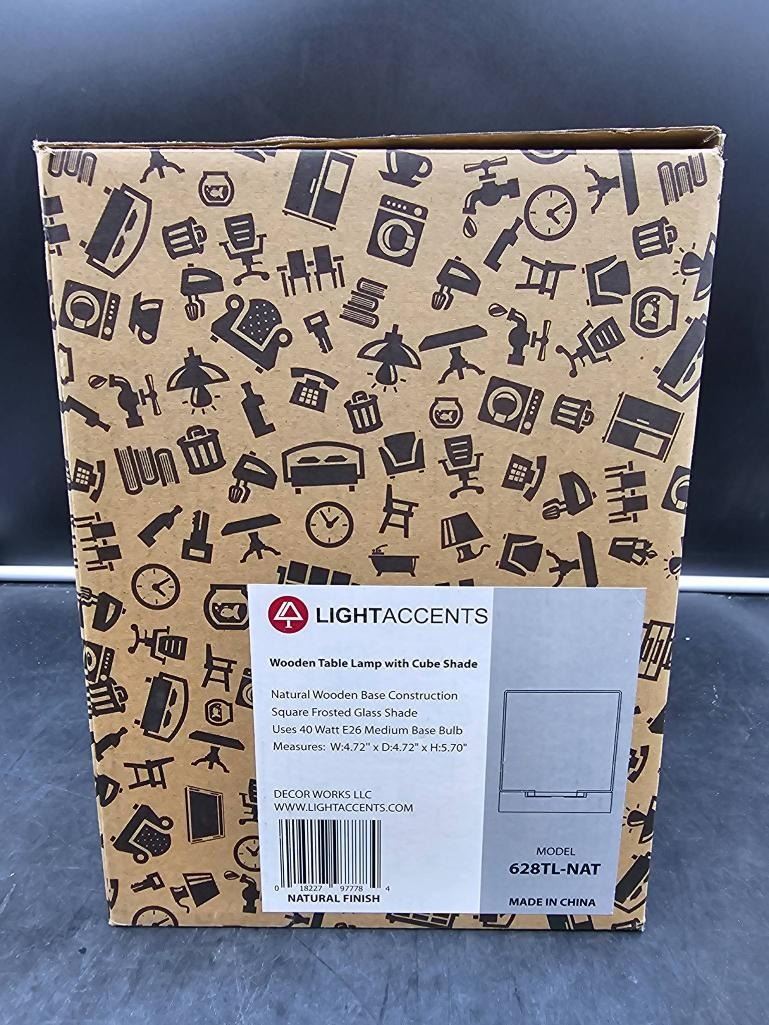 LIGHTACCENTS
Wooden Table Lamp with Cube Shade
Natural Wooden Base Construction
Square Frosted Glass Shade
Uses 40 Watt E26 Medium Base Bulb
Measures: W:4.72" x D:4.72" x H:5.70"
DECOR WORKS LLC
WWW.LIGHTACCENTS.COM
0 18227 97778 4
NATURAL FINISH
MODEL
628TL-NAT
MADE IN CHINA